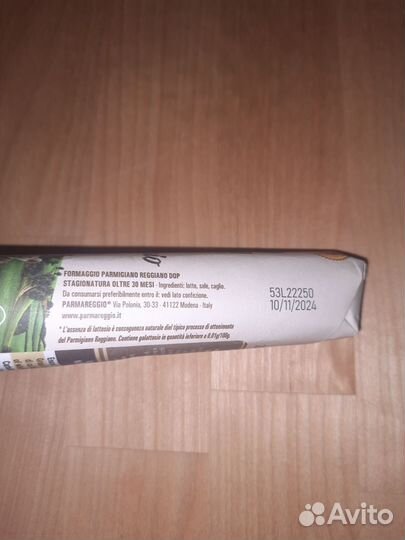 FORMAGGIO PARMIGIANO REGGIANO DOP
STAGIONATURA OLTRE 30 MESI - Ingredienti: latte, sale, caglio.
Da consumarsi preferibilmente entro il: vedi lato confezione.
PARMAREGGIO® Via Polonia, 30-33 - 41122 Modena - Italy
www.parmareggio.it
* L'assenza di lattosio è conseguenza naturale del tipico processo di ottenimento
del Parmigiano Reggiano. Contiene galattosio in quantità inferiore a 0,01g/100g.
53L22250
10/11/2024
Avito